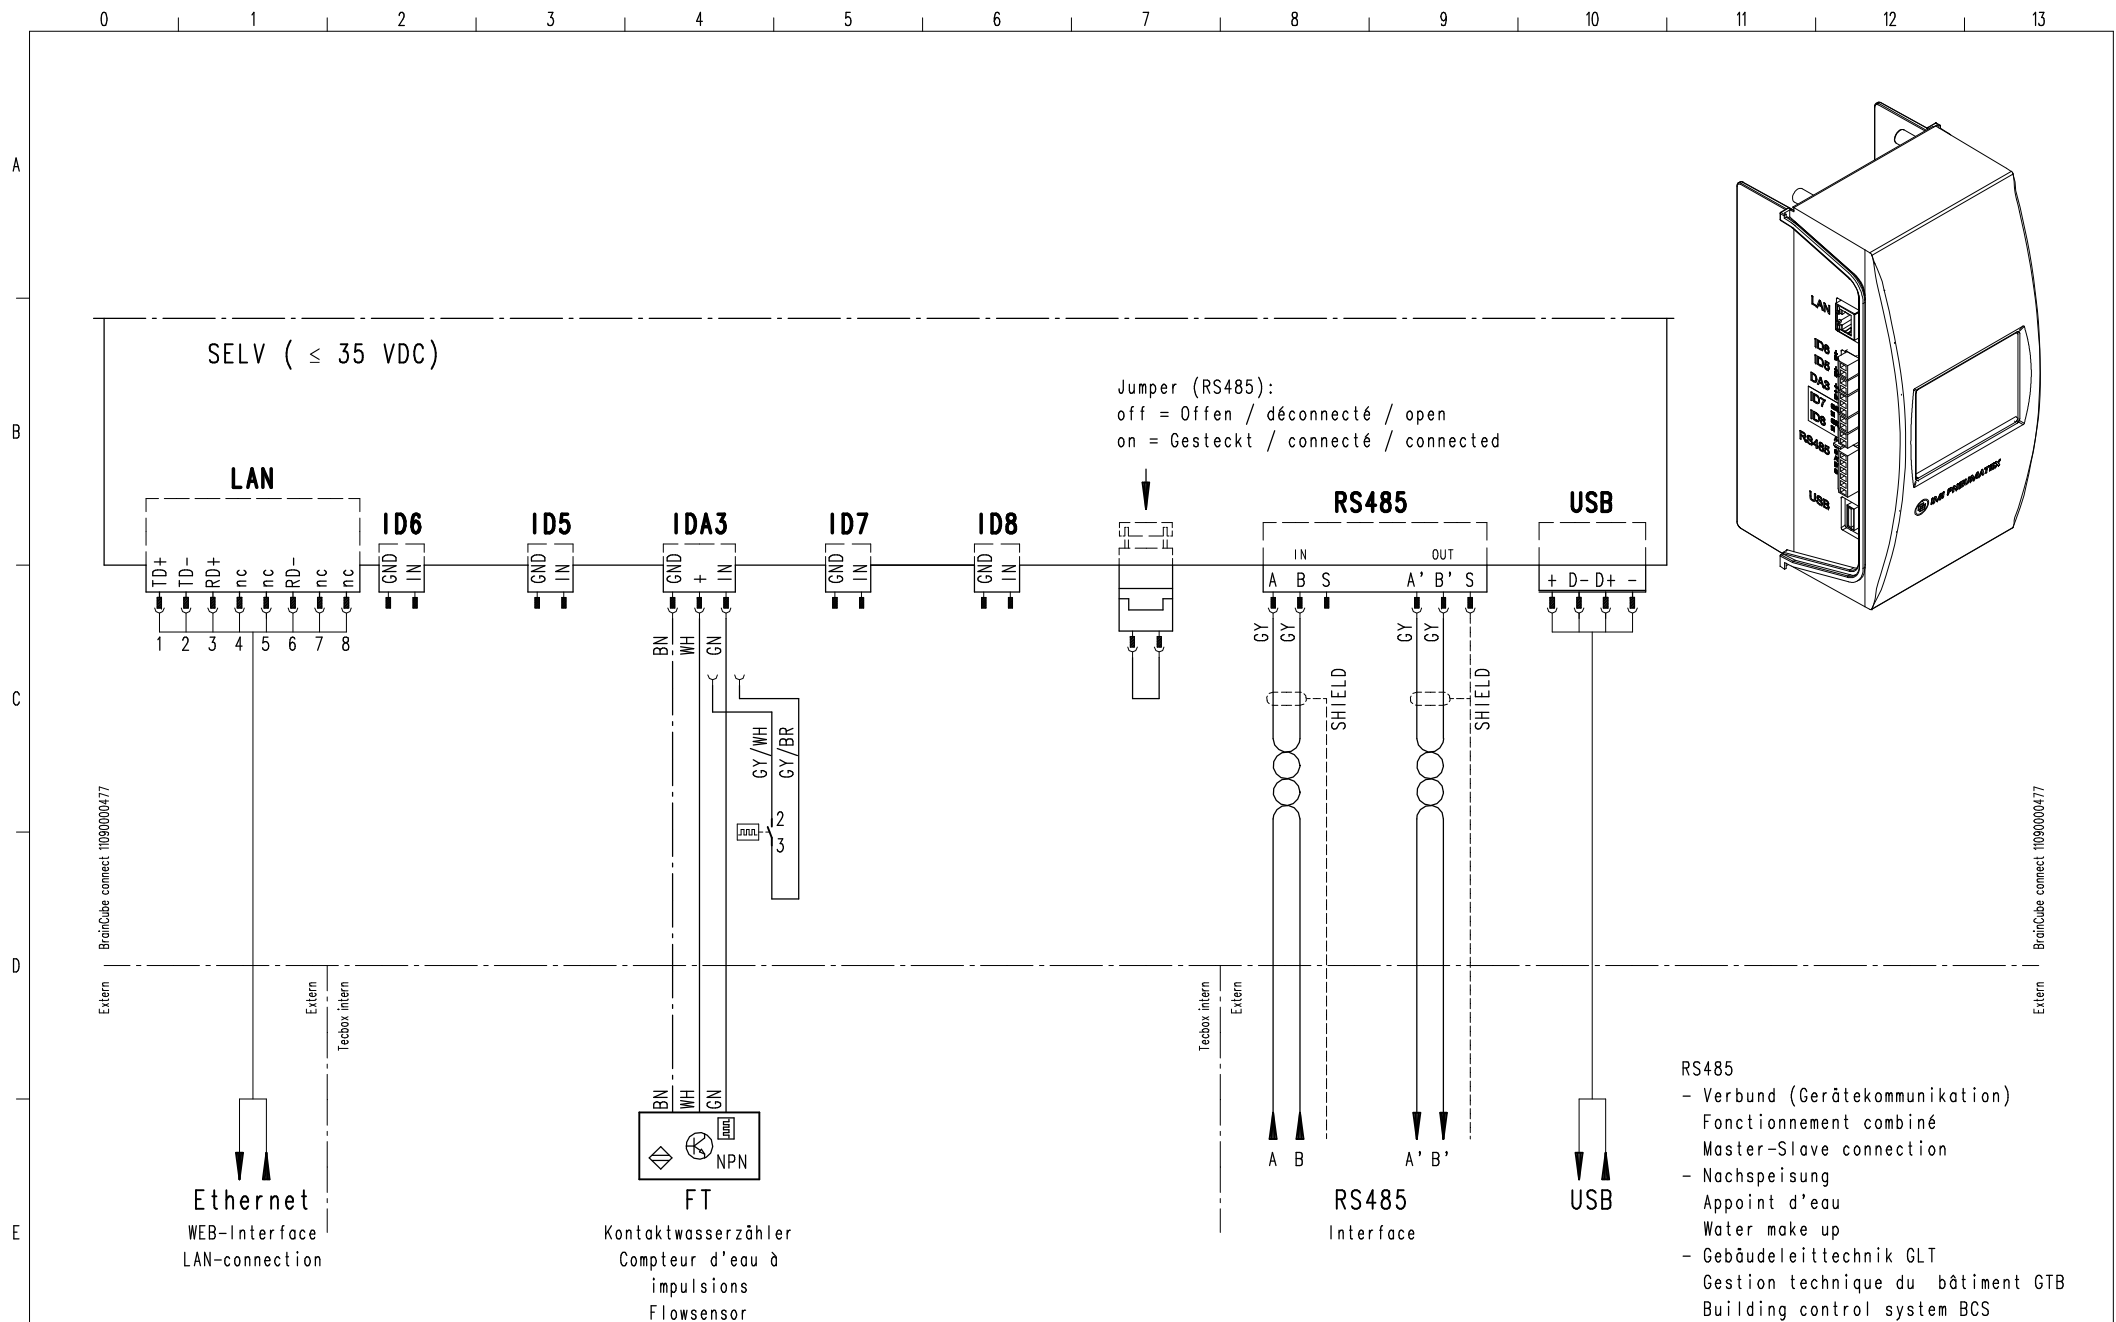 0 1 2 3 4 5 6 7 8 9 10 11 12 13
A
B
C
D
E
SELV ( ≤ 35 VDC)
Jumper (RS485):
off = Offen / déconnecté / open
on = Gesteckt / connecté / connected
LAN
TD+ TD- RD+ nc nc RD- nc nc
1 2 3 4 5 6 7 8
ID6
GND IN
ID5
GND IN
IDA3
GND + IN
BN WH GN
GY/WH
GY/BR
2
3
ID7
GND IN
ID8
GND IN
RS485
IN OUT
A B S A' B' S
GY GY GY GY
SHIELD
SHIELD
USB
+ D- D+ -
LAN
ID6
ID5
DA3
ID7
RS485
USB
IMI PNEUMATEX
BrainCube connect 11090000477
BrainCube connect 11090000477
Extern
Extern
Tecbox intern
Tecbox intern
Extern
Extern
Ethernet
WEB-Interface
LAN-connection
BN WH GN
NPN
FT
Kontaktwasserzähler
Compteur d'eau à
impulsions
Flowsensor
A B A' B'
RS485
Interface
USB
RS485
- Verbund (Gerätekommunikation)
Fonctionnement combiné
Master-Slave connection
- Nachspeisung
Appoint d'eau
Water make up
- Gebäudeleittechnik GLT
Gestion technique du bâtiment GTB
Building control system BCS